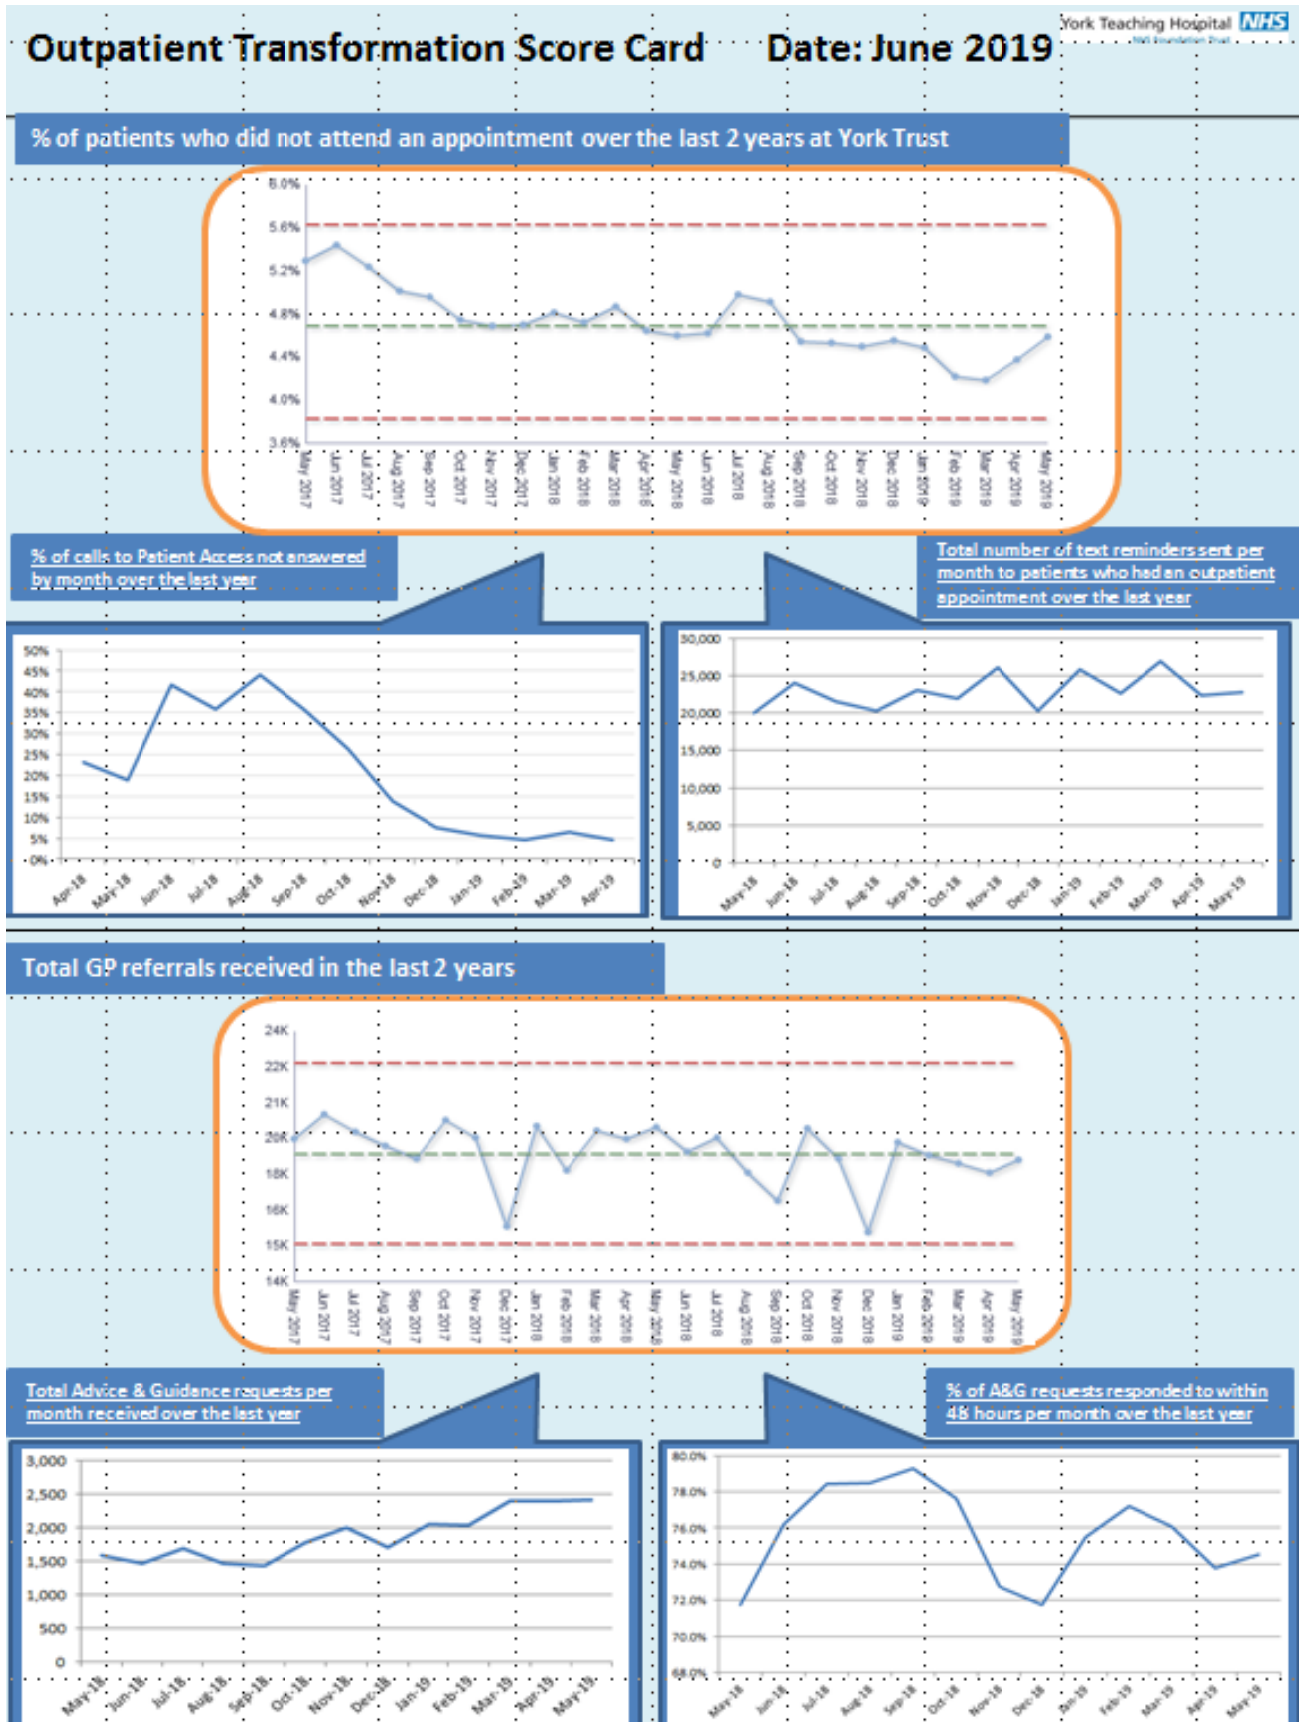 York Teaching Hospital NHS
NHS Foundation Trust
Outpatient Transformation Score Card Date: June 2019
% of patients who did not attend an appointment over the last 2 years at York Trust
6.0%
5.6%
5.2%
4.8%
4.4%
4.0%
3.6%
May 2017
Jun 2017
Jul 2017
Aug 2017
Sep 2017
Oct 2017
Nov 2017
Dec 2017
Jan 2018
Feb 2018
Mar 2018
Apr 2018
May 2018
Jun 2018
Jul 2018
Aug 2018
Sep 2018
Oct 2018
Nov 2018
Dec 2018
Jan 2019
Feb 2019
Mar 2019
Apr 2019
May 2019
% of calls to Patient Access not answered
by month over the last year
50%
45%
40%
35%
30%
25%
20%
15%
10%
5%
0%
Apr-18
May-18
Jun-18
Jul-18
Aug-18
Sep-18
Oct-18
Nov-18
Dec-18
Jan-19
Feb-19
Mar-19
Apr-19
Total number of text reminders sent per
month to patients who had an outpatient
appointment over the last year
30,000
25,000
20,000
15,000
10,000
5,000
0
May-18
Jun-18
Jul-18
Aug-18
Sep-18
Oct-18
Nov-18
Dec-18
Jan-19
Feb-19
Mar-19
Apr-19
May-19
Total GP referrals received in the last 2 years
24K
22K
21K
20K
18K
16K
15K
14K
May 2017
Jun 2017
Jul 2017
Aug 2017
Sep 2017
Oct 2017
Nov 2017
Dec 2017
Jan 2018
Feb 2018
Mar 2018
Apr 2018
May 2018
Jun 2018
Jul 2018
Aug 2018
Sep 2018
Oct 2018
Nov 2018
Dec 2018
Jan 2019
Feb 2019
Mar 2019
Apr 2019
May 2019
Total Advice & Guidance requests per
month received over the last year
3,000
2,500
2,000
1,500
1,000
500
0
May-18
Jun-18
Jul-18
Aug-18
Sep-18
Oct-18
Nov-18
Dec-18
Jan-19
Feb-19
Mar-19
Apr-19
May-19
% of A&G requests responded to within
48 hours per month over the last year
80.0%
78.0%
76.0%
74.0%
72.0%
70.0%
68.0%
May-18
Jun-18
Jul-18
Aug-18
Sep-18
Oct-18
Nov-18
Dec-18
Jan-19
Feb-19
Mar-19
Apr-19
May-19